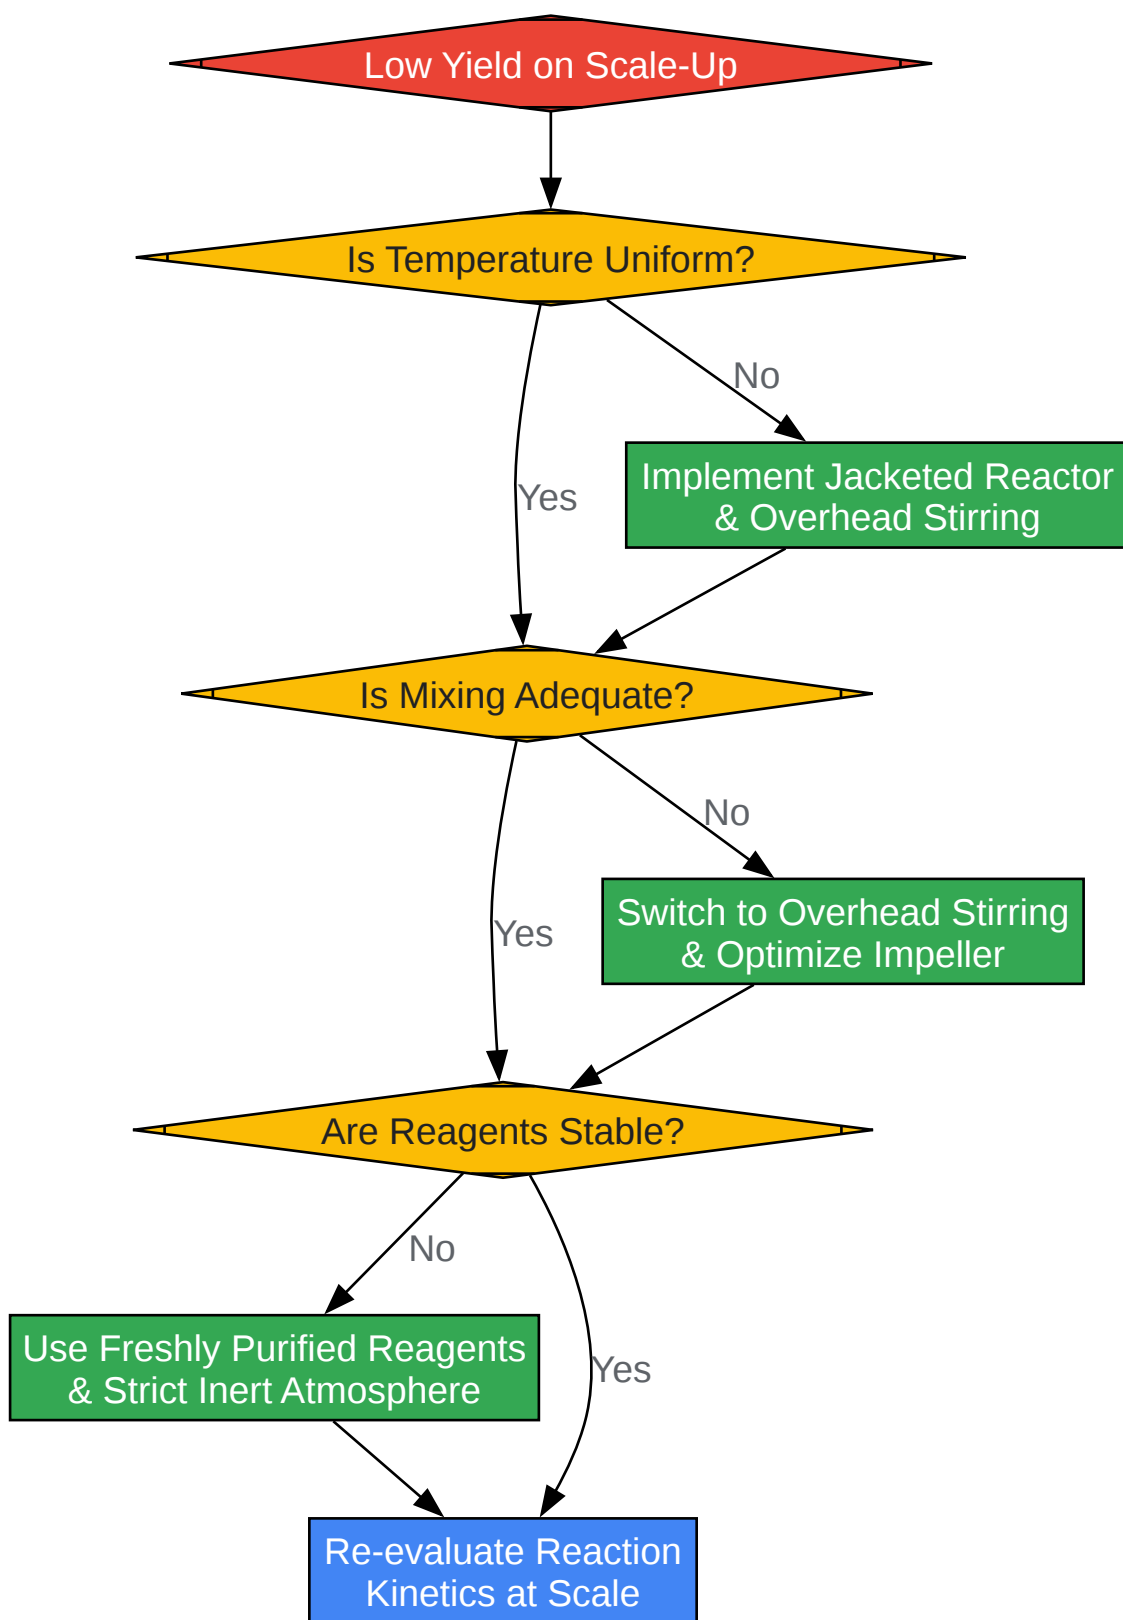 Low Yield on Scale-Up
Is Temperature Uniform?
No
Implement Jacketed Reactor
& Overhead Stirring
Yes
Is Mixing Adequate?
No
Switch to Overhead Stirring
& Optimize Impeller
Yes
Are Reagents Stable?
No
Use Freshly Purified Reagents
& Strict Inert Atmosphere
Yes
Re-evaluate Reaction
Kinetics at Scale